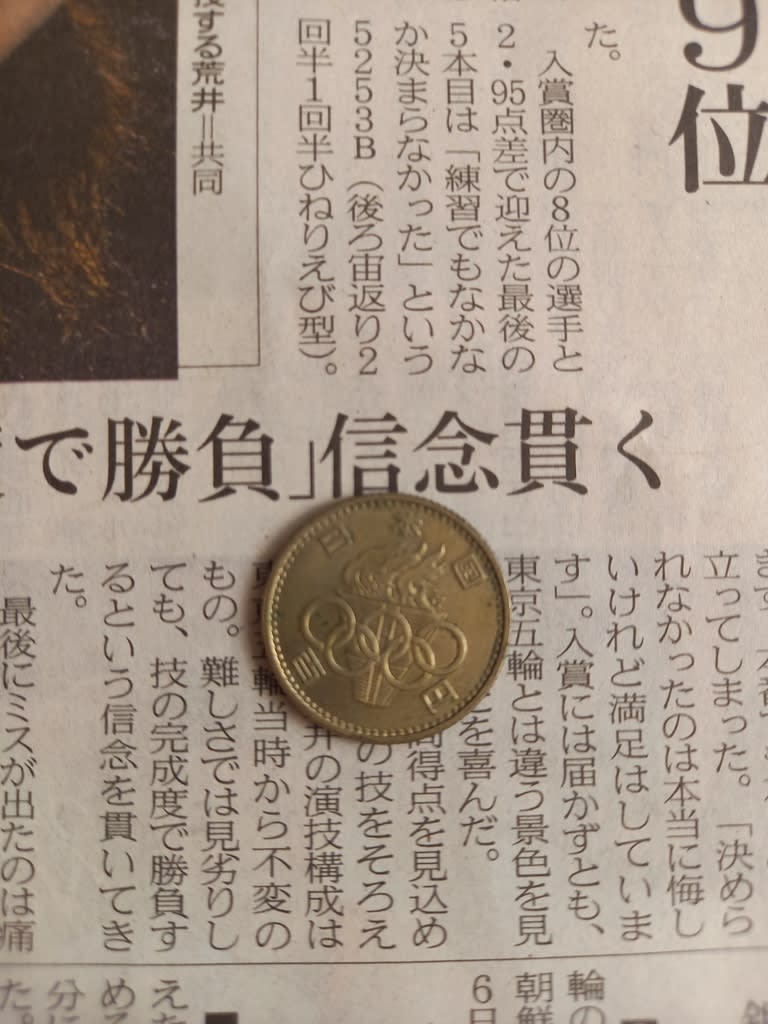 9位
た。
入賞圏内の8位の選手と
2・95点差で迎えた最後の
5本目は「練習でもなかな
か決まらなかった」という
5253B（後ろ宙返り2
回半1回半ひねりえび型）。
する荒井＝共同
で勝負」信念貫く
立ってしまった。「決めら
れなかったのは本当に悔し
いけれど満足はしていま
す」。入賞には届かずとも、
東京五輪とは違う景色を見
を喜んだ。
得点を見込め
の技をそろえ
井の演技構成は
輪当時から不変の
もの。難しさでは見劣りし
ても、技の完成度で勝負す
るという信念を貫いてき
た。
最後にミスが出たのは痛
日本国
百円
輪の
朝鮮
6日
えた
める
分に
た。